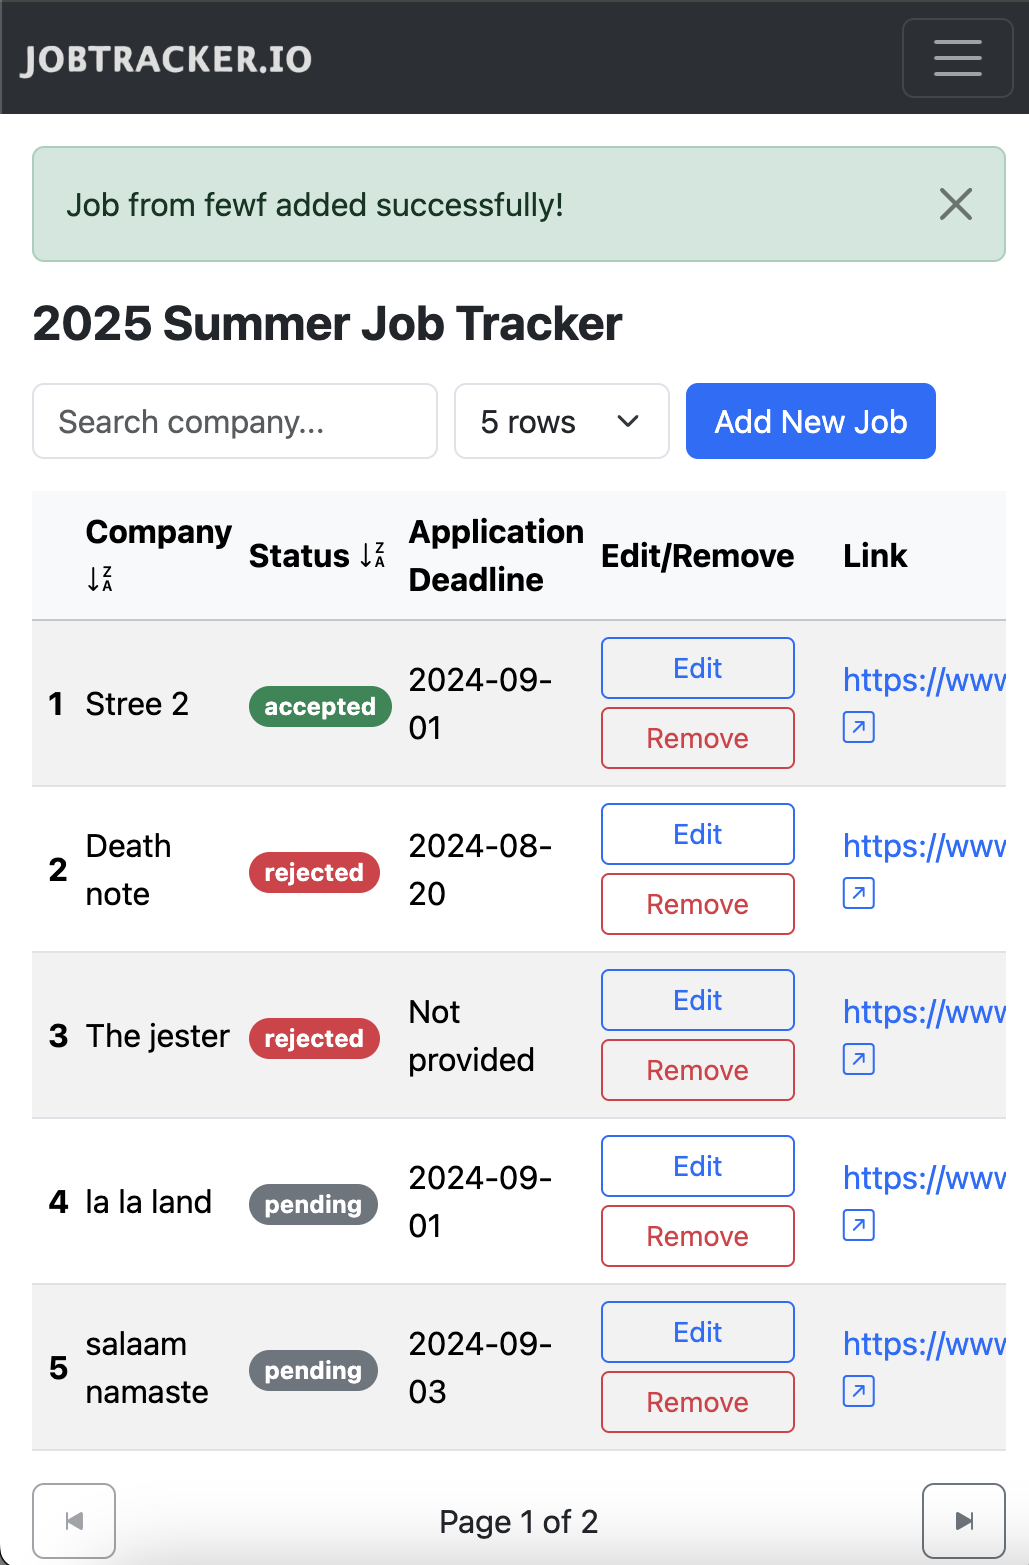 JOBTRACKER.IO
Job from fewf added successfully!
2025 Summer Job Tracker
Search company...
5 rows
Add New Job
Company
Status
Application
Deadline
Edit/Remove
Link
1
Stree 2
accepted
2024-09-
01
Edit
Remove
https://www
2
Death
note
rejected
2024-08-
20
Edit
Remove
https://www
3
The jester
rejected
Not
provided
Edit
Remove
https://www
4
la la land
pending
2024-09-
01
Edit
Remove
https://www
5
salaam
namaste
pending
2024-09-
03
Edit
Remove
https://www
Page 1 of 2